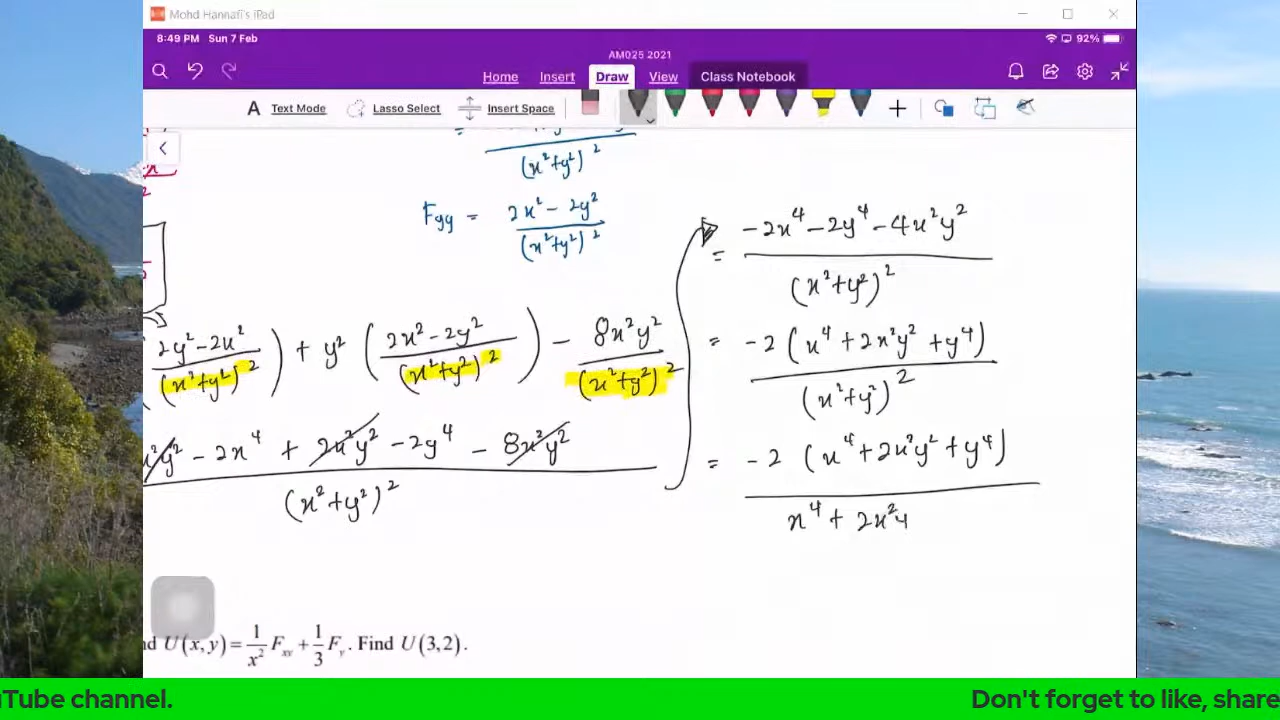 Mohd Hannafi's iPad
8:49 PM Sun 7 Feb
92%
AM025 2021
Home Insert Draw View Class Notebook
A Text Mode Lasso Select Insert Space
=
(x²+y²)²
Fyy = 2x² - 2y² / (x²+y²)²
2y²-2x² / (x²+y²)² ) + y² ( 2x² - 2y² / (x²+y²)² ) - 8x²y² / (x²+y²)²
x²y² - 2x⁴ + 2x²y² - 2y⁴ - 8x²y² / (x²+y²)²
= -2x⁴ - 2y⁴ - 4x²y² / (x²+y²)²
= -2 (x⁴ + 2x²y² + y⁴) / (x²+y²)²
= -2 (x⁴ + 2x²y² + y⁴) / x⁴ + 2x²
nd U(x,y) = 1/x² Fxy + 1/3 Fy. Find U(3,2).
uTube channel.
Don't forget to like, share